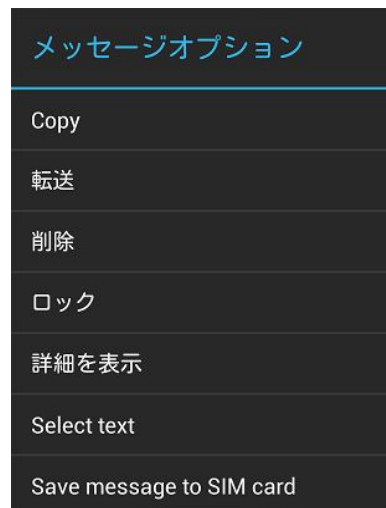 メッセージオプション
Copy
転送
削除
ロック
詳細を表示
Select text
Save message to SIM card